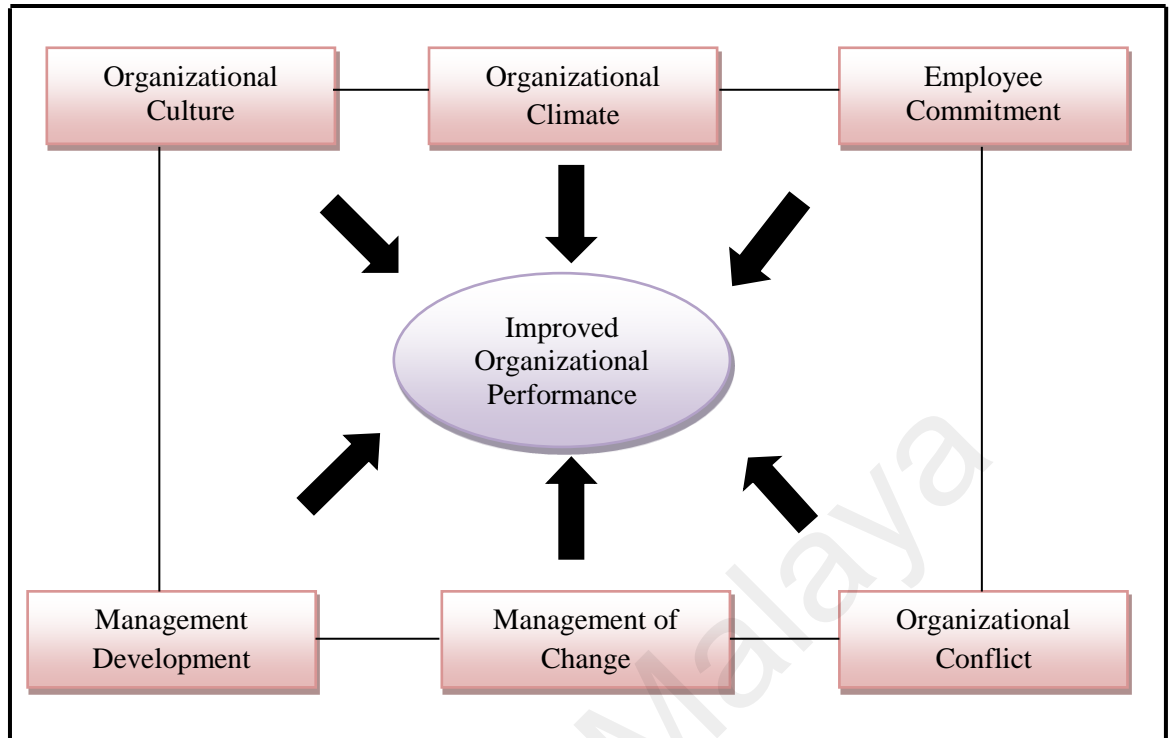 Organizational
Culture
Organizational
Climate
Employee
Commitment
Improved
Organizational
Performance
Management
Development
Management of
Change
Organizational
Conflict
Malaya